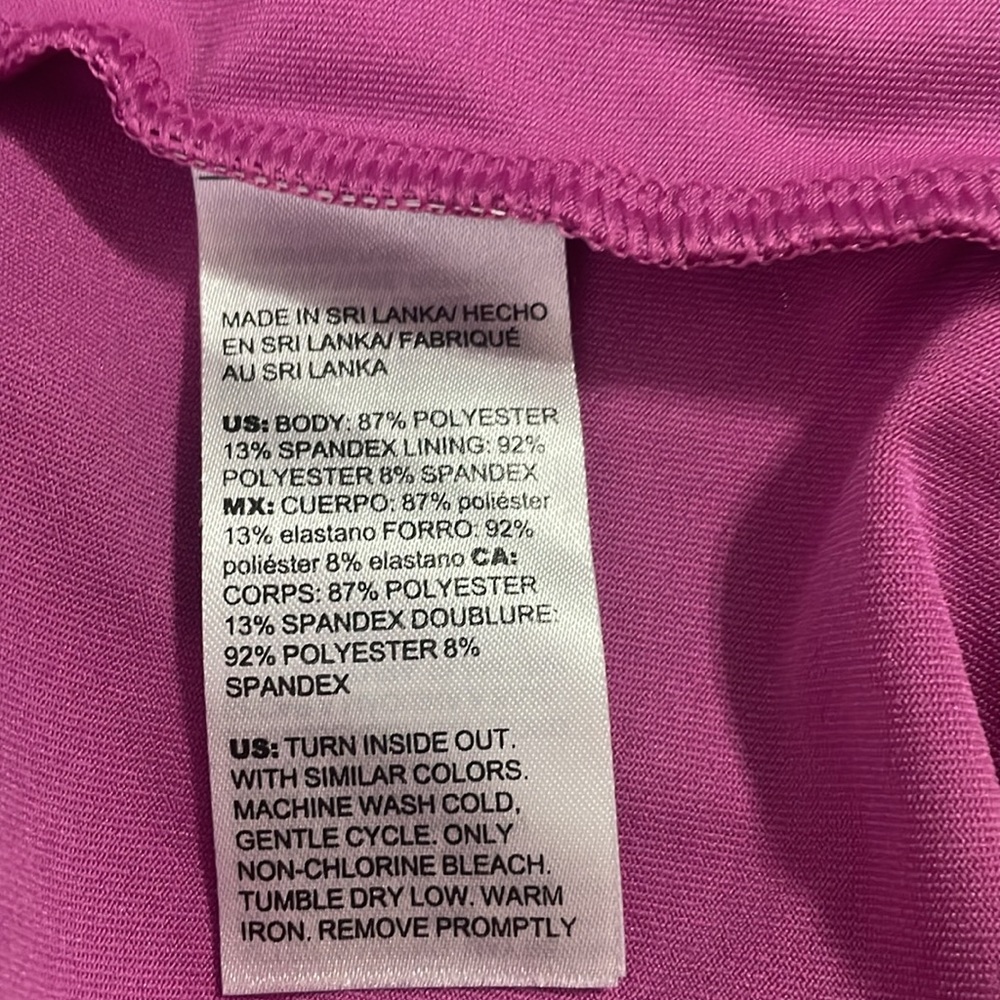 MADE IN SRI LANKA/ HECHO
EN SRI LANKA/ FABRIQUÉ
AU SRI LANKA
US: BODY: 87% POLYESTER
13% SPANDEX LINING: 92%
POLYESTER 8% SPANDEX
MX: CUERPO: 87% poliéster
13% elastano FORRO: 92%
poliéster 8% elastano CA:
CORPS: 87% POLYESTER
13% SPANDEX DOUBLURE:
92% POLYESTER 8%
SPANDEX
US: TURN INSIDE OUT.
WITH SIMILAR COLORS.
MACHINE WASH COLD,
GENTLE CYCLE. ONLY
NON-CHLORINE BLEACH.
TUMBLE DRY LOW. WARM
IRON. REMOVE PROMPTLY